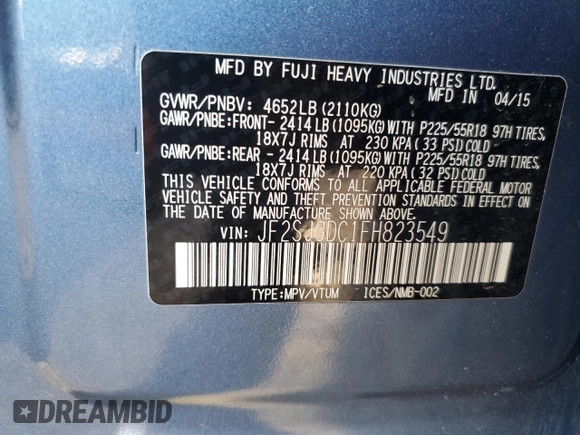 MFD BY FUJI HEAVY INDUSTRIES LTD.
MFD IN 04/15
GVWR/PNBV: 4652LB (2110KG)
GAWR/PNBE:FRONT- 2414 LB (1095KG) WITH P225/55R18 97H TIRES,
18X7J RIMS AT 230 KPA ( 33 PSI) COLD
GAWR/PNBE:REAR - 2414 LB (1095KG) WITH P225/55R18 97H TIRES,
18X7J RIMS AT 220 KPA ( 32 PSI) COLD
THIS VEHICLE CONFORMS TO ALL APPLICABLE FEDERAL MOTOR
VEHICLE SAFETY AND THEFT PREVENTION STANDARDS IN EFFECT ON
THE DATE OF MANUFACTURE SHOWN ABOVE.
VIN: JF2SJGDC1FH823549
TYPE:MPV/VTUM ICES/NMB-002
DREAMBID